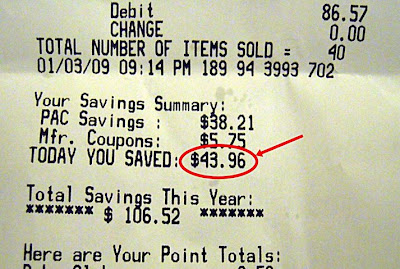 Debit 86.57
CHANGE 0.00
TOTAL NUMBER OF ITEMS SOLD = 40
01/03/09 09:14 PM 189 94 3993 702
Your Savings Summary:
PAC Savings : $38.21
Mfr. Coupons: $5.75
TODAY YOU SAVED: $43.96
Total Savings This Year:
******* $ 106.52 *******
Here are Your Point Totals: